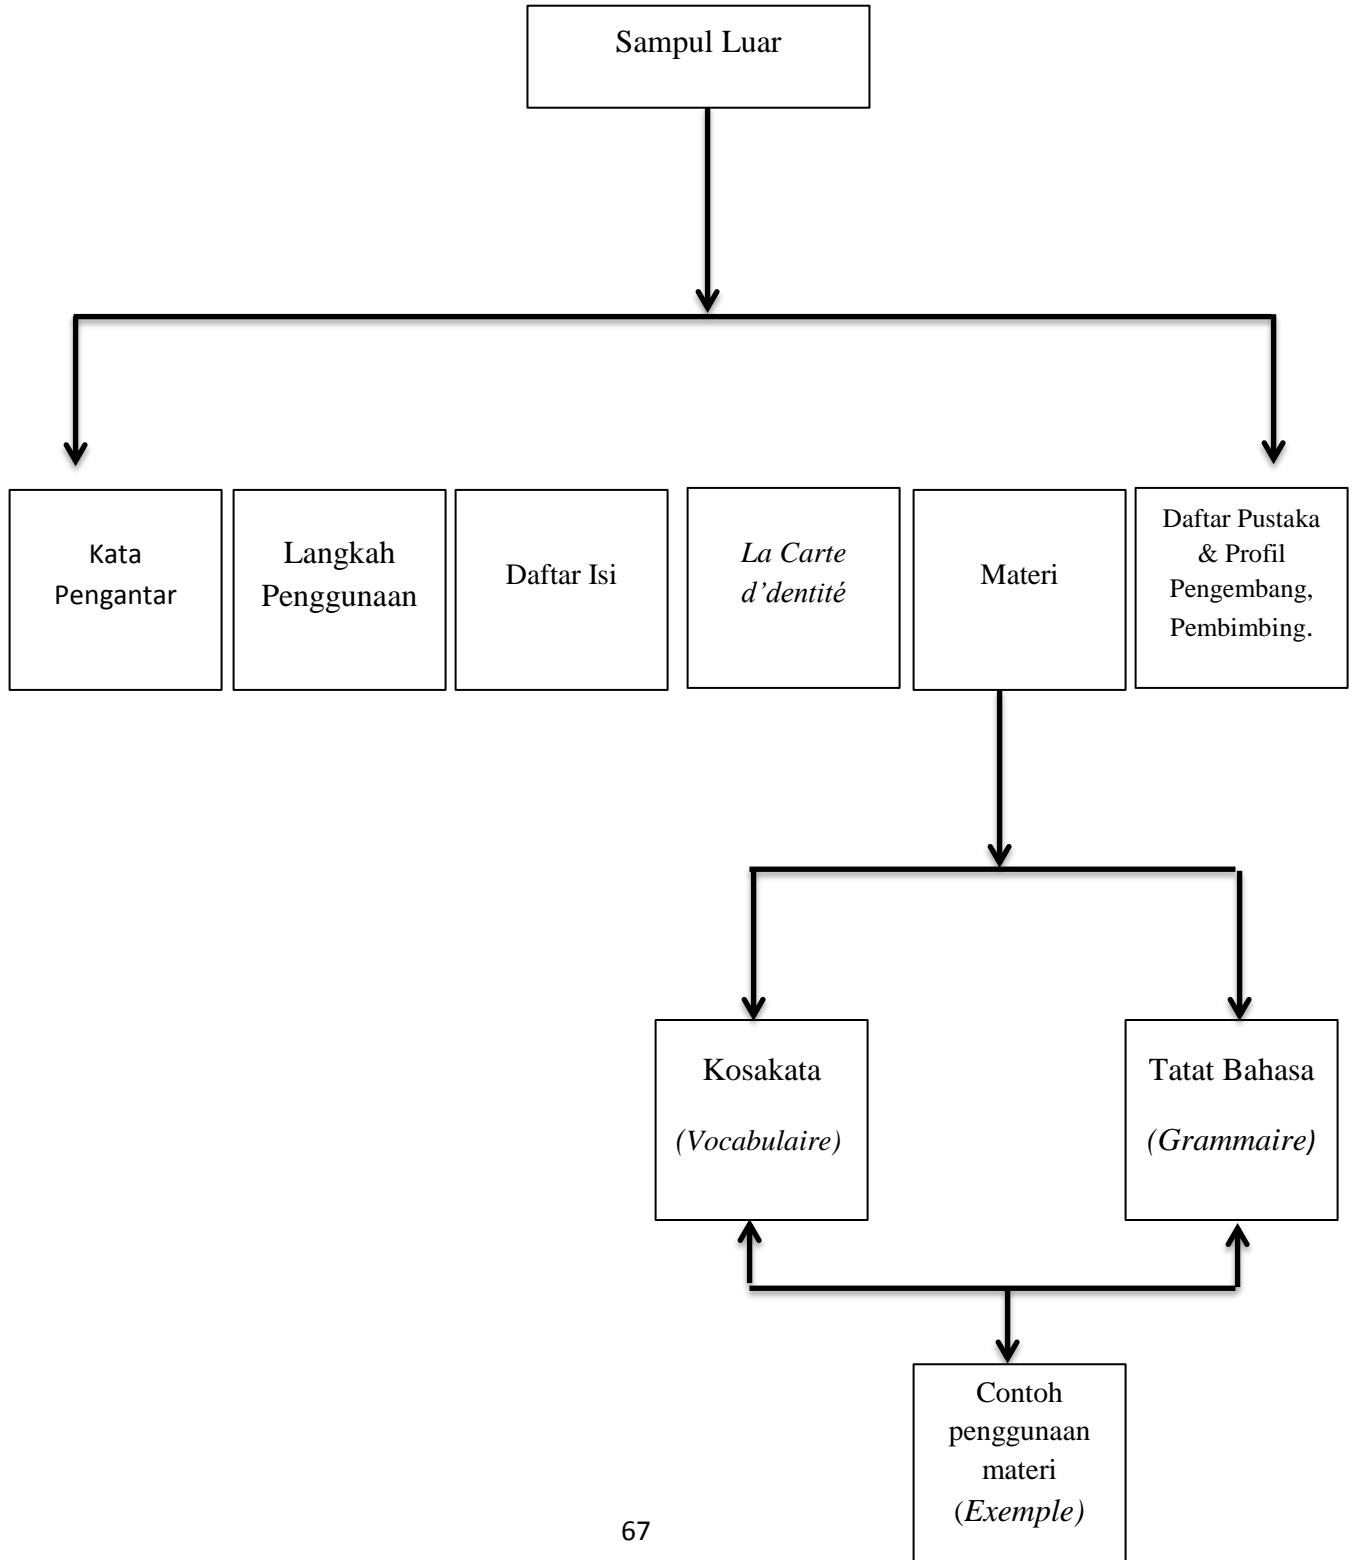 Sampul Luar
Kata
Pengantar
Langkah
Penggunaan
Daftar Isi
La Carte
d’dentité
Materi
Daftar Pustaka
& Profil
Pengembang,
Pembimbing.
Kosakata
(Vocabulaire)
Tatat Bahasa
(Grammaire)
Contoh
penggunaan
materi
(Exemple)
67